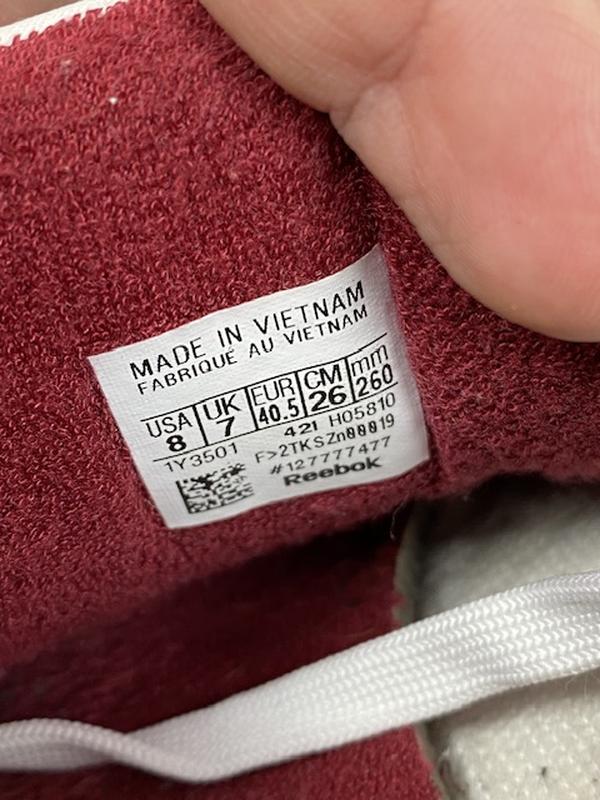 MADE IN VIETNAM
FABRIQUÉ AU VIETNAM
USA UK EUR CM mm
8 7 40.5 26 260
1Y3501 421 H05810
F>2TKSZn00019
#127777477
Reebok